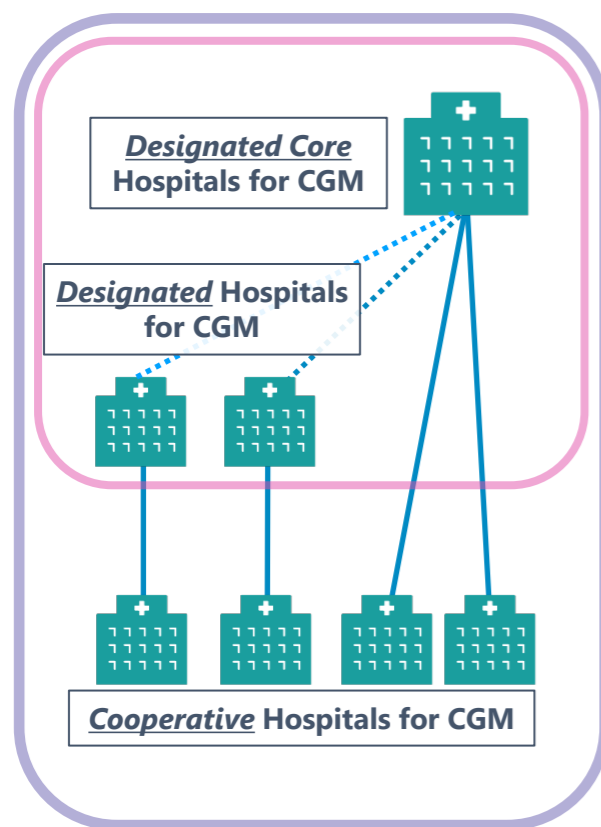 Designated Core
Hospitals for CGM
Designated Hospitals
for CGM
Cooperative Hospitals for CGM